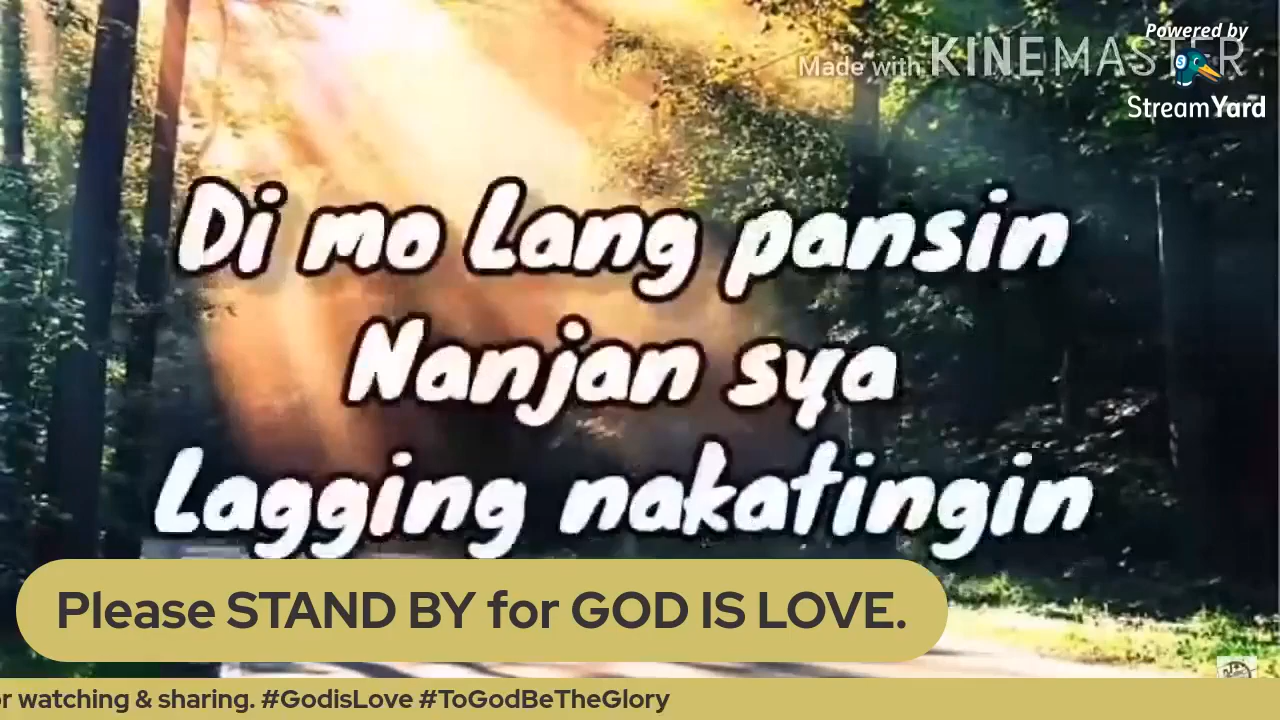 Powered by
Made with KINEMASTER
StreamYard
Di mo Lang pansin
Nanjan sya
Lagging nakatingin
Please STAND BY for GOD IS LOVE.
or watching & sharing. #GodisLove #ToGodBeTheGlory